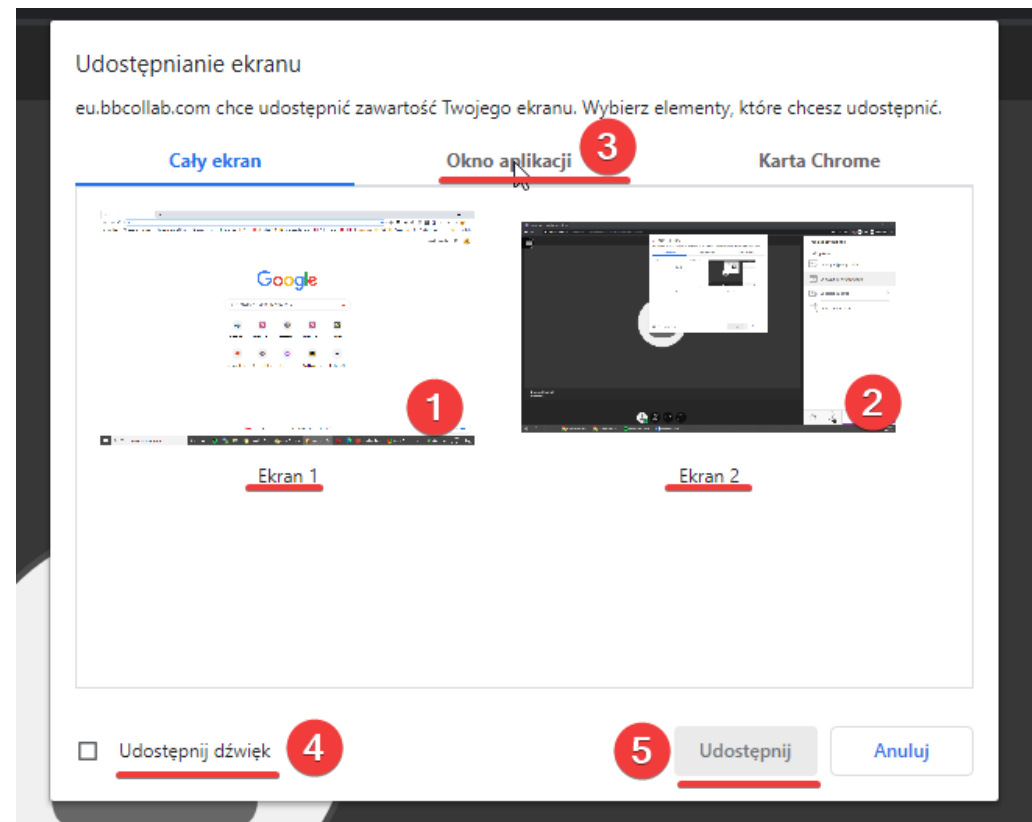 Udostępnianie ekranu
eu.bbcollab.com chce udostępnić zawartość Twojego ekranu. Wybierz elementy, które chcesz udostępnić.
3
Cały ekran Okno aplikacji Karta Chrome
Google
1
2
Ekran 1 Ekran 2
Udostępnij dźwięk 4 5 Udostępnij Anuluj